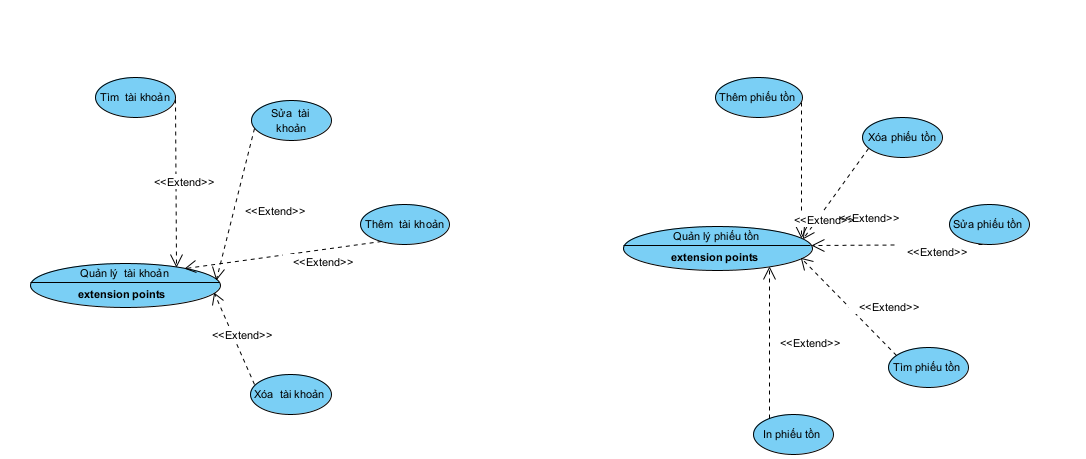 Tìm tài khoản
Sửa tài
khoản
<<Extend>>
<<Extend>>
Thêm tài khoản
<<Extend>>
Quản lý tài khoản
extension points
<<Extend>>
Xóa tài khoản
Thêm phiếu tồn
Xóa phiếu tồn
<<Extend>>
<<Extend>>
Sửa phiếu tồn
Quản lý phiếu tồn
extension points
<<Extend>>
<<Extend>>
<<Extend>>
Tìm phiếu tồn
In phiếu tồn